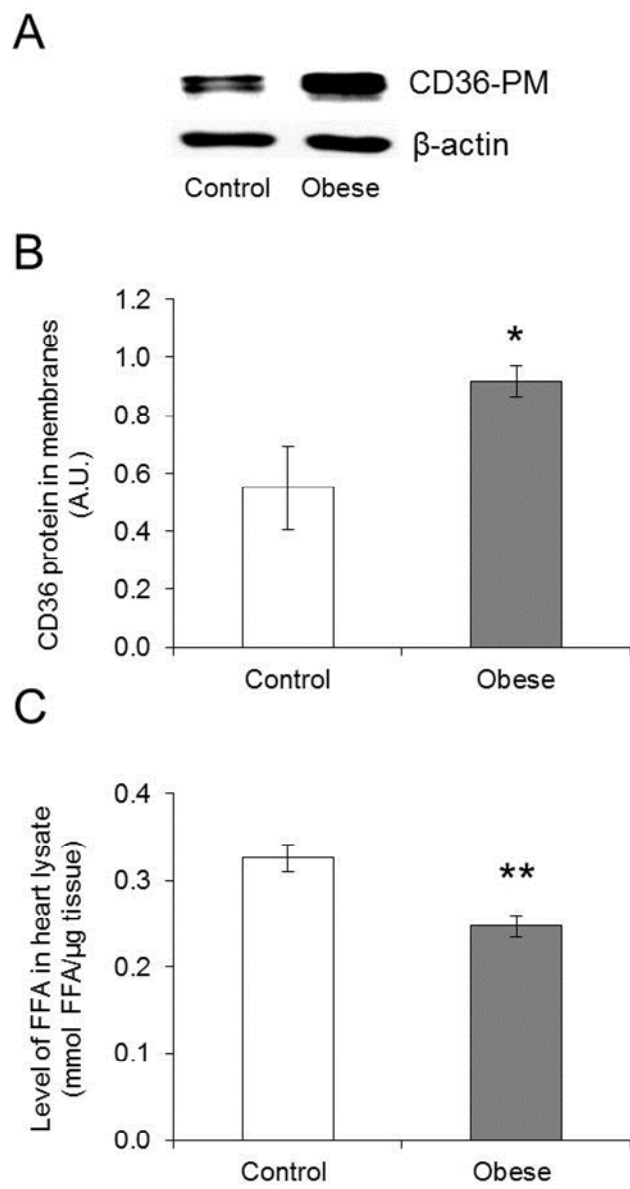 A
CD36-PM
β-actin
Control Obese
B
CD36 protein in membranes
(A.U.)
1.2
1.0
0.8
0.6
0.4
0.2
0.0
*
Control Obese
C
Level of FFA in heart lysate
(mmol FFA/µg tissue)
0.4
0.3
0.2
0.1
0.0
**
Control Obese